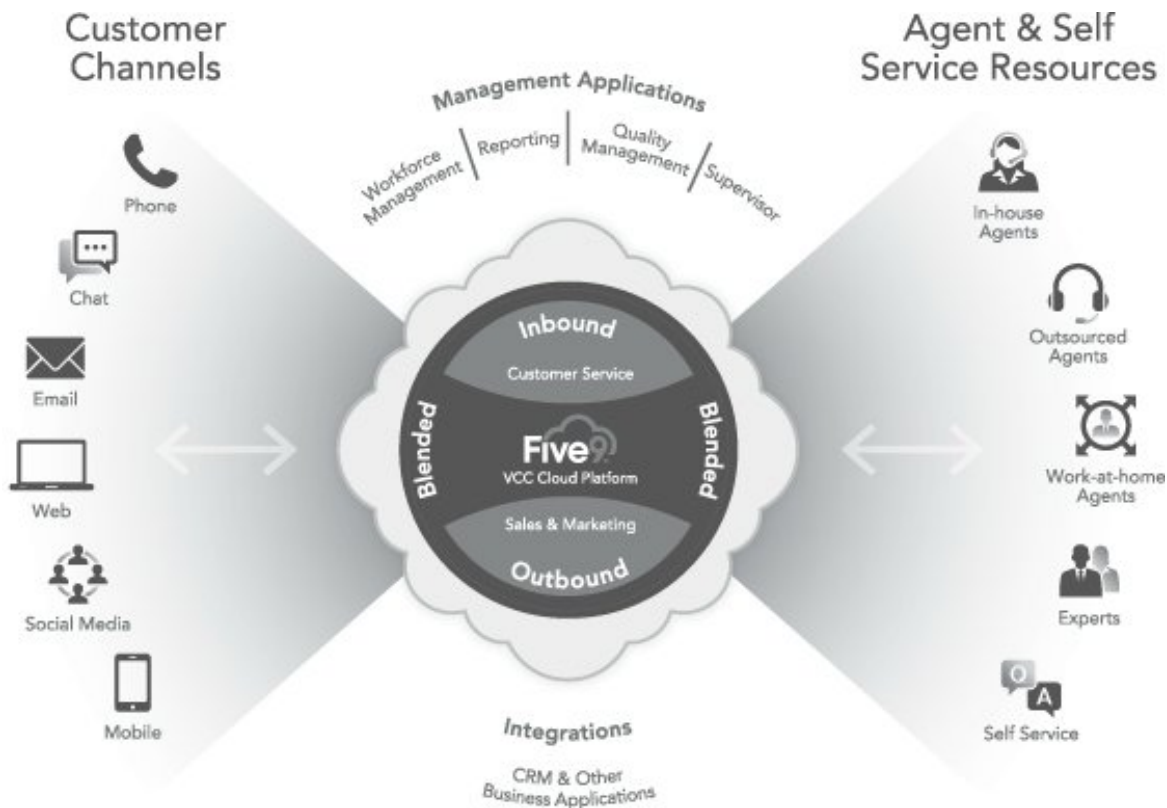 Customer
Channels
Phone
Chat
Email
Web
Social Media
Mobile
Management Applications
Workforce
Management
Reporting
Quality
Management
Supervisor
Inbound
Customer Service
Blended
Five9
VCC Cloud Platform
Blended
Sales & Marketing
Outbound
Integrations
CRM & Other
Business Applications
Agent & Self
Service Resources
In-house
Agents
Outsourced
Agents
Work-at-home
Agents
Experts
Q
A
Self Service